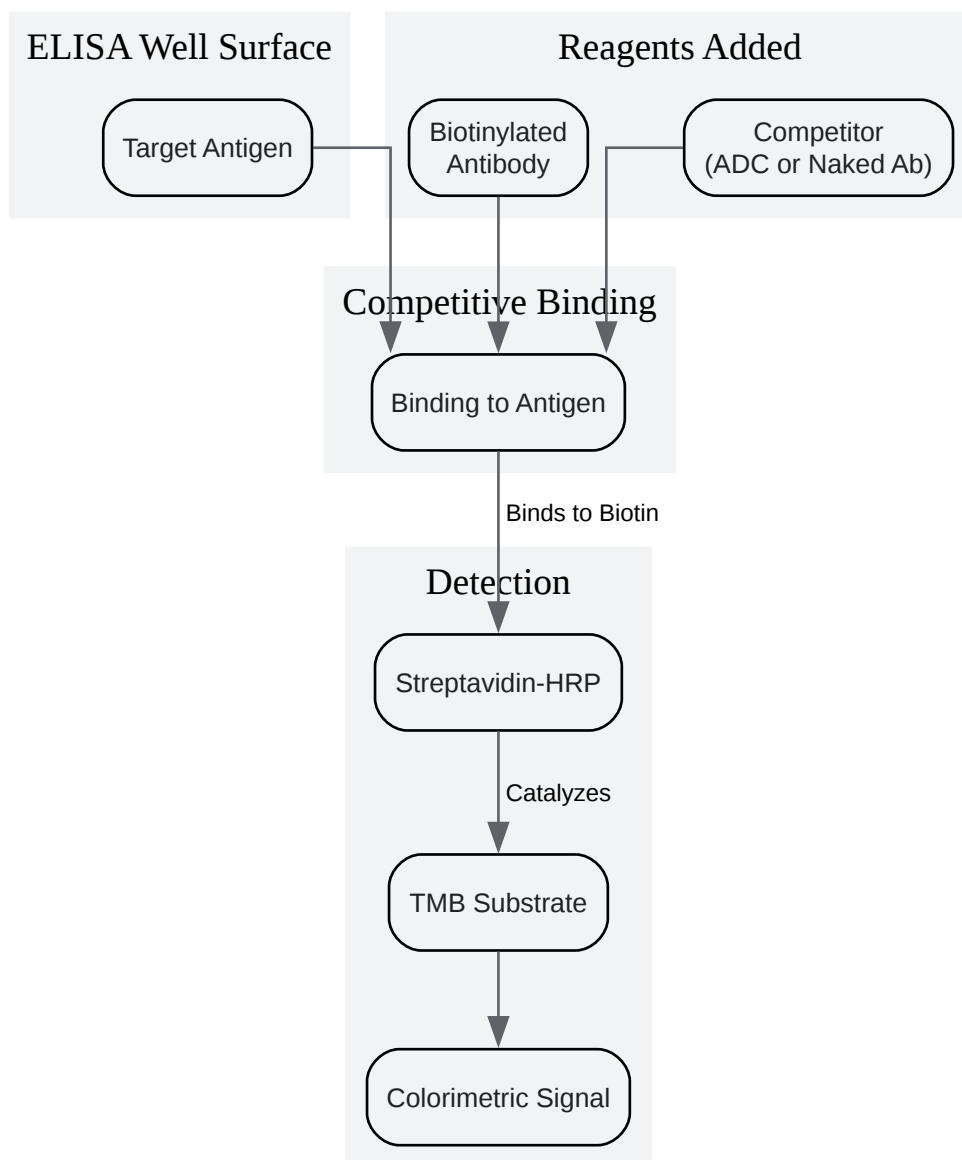 ELISA Well Surface
Reagents Added
Target Antigen
Biotinylated
Antibody
Competitor
(ADC or Naked Ab)
Competitive Binding
Binding to Antigen
Binds to Biotin
Detection
Streptavidin-HRP
Catalyzes
TMB Substrate
Colorimetric Signal